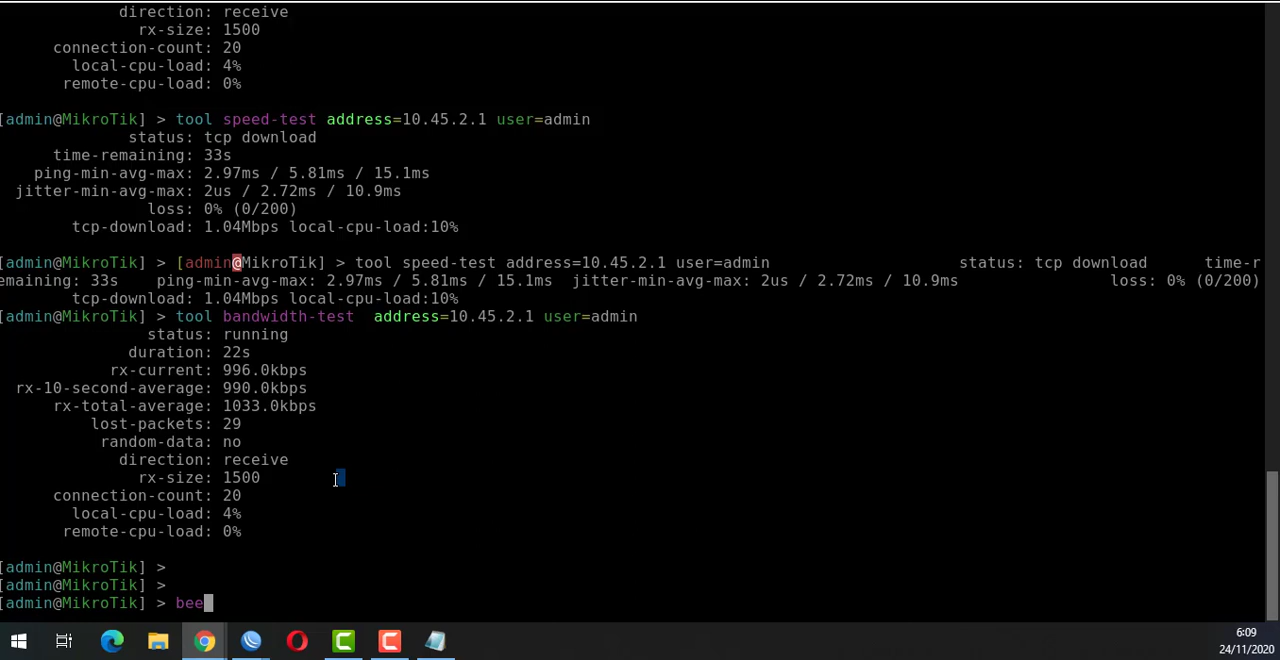 direction: receive
rx-size: 1500
connection-count: 20
local-cpu-load: 4%
remote-cpu-load: 0%
[admin@MikroTik] > tool speed-test address=10.45.2.1 user=admin
status: tcp download
time-remaining: 33s
ping-min-avg-max: 2.97ms / 5.81ms / 15.1ms
jitter-min-avg-max: 2us / 2.72ms / 10.9ms
loss: 0% (0/200)
tcp-download: 1.04Mbps local-cpu-load:10%
[admin@MikroTik] > [admin@MikroTik] > tool speed-test address=10.45.2.1 user=admin status: tcp download time-r
emaining: 33s ping-min-avg-max: 2.97ms / 5.81ms / 15.1ms jitter-min-avg-max: 2us / 2.72ms / 10.9ms loss: 0% (0/200)
tcp-download: 1.04Mbps local-cpu-load:10%
[admin@MikroTik] > tool bandwidth-test address=10.45.2.1 user=admin
status: running
duration: 22s
rx-current: 996.0kbps
rx-10-second-average: 990.0kbps
rx-total-average: 1033.0kbps
lost-packets: 29
random-data: no
direction: receive
rx-size: 1500
connection-count: 20
local-cpu-load: 4%
remote-cpu-load: 0%
[admin@MikroTik] >
[admin@MikroTik] >
[admin@MikroTik] > bee
6:09
24/11/2020